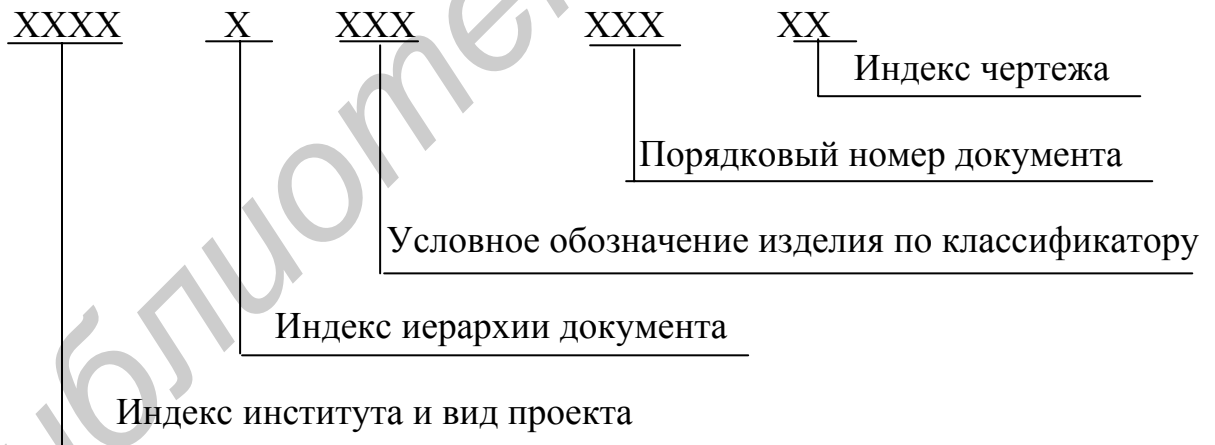 XXXX X XXX XXX XX
Индекс чертежа
Порядковый номер документа
Условное обозначение изделия по классификатору
Индекс иерархии документа
Индекс института и вид проекта